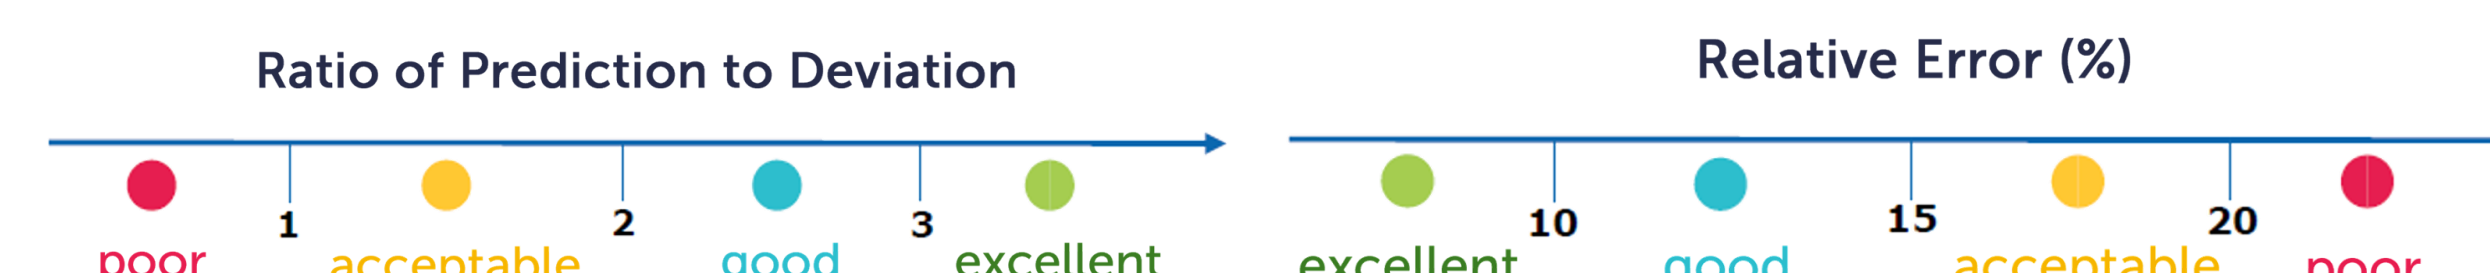 Ratio of Prediction to Deviation
1 2 3
poor acceptable good excellent
Relative Error (%)
10 15 20
excellent good acceptable poor